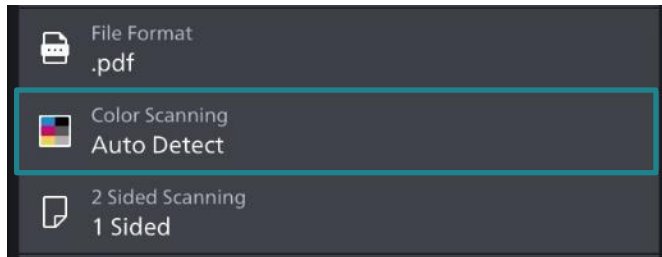 File Format
.pdf
Color Scanning
Auto Detect
2 Sided Scanning
1 Sided